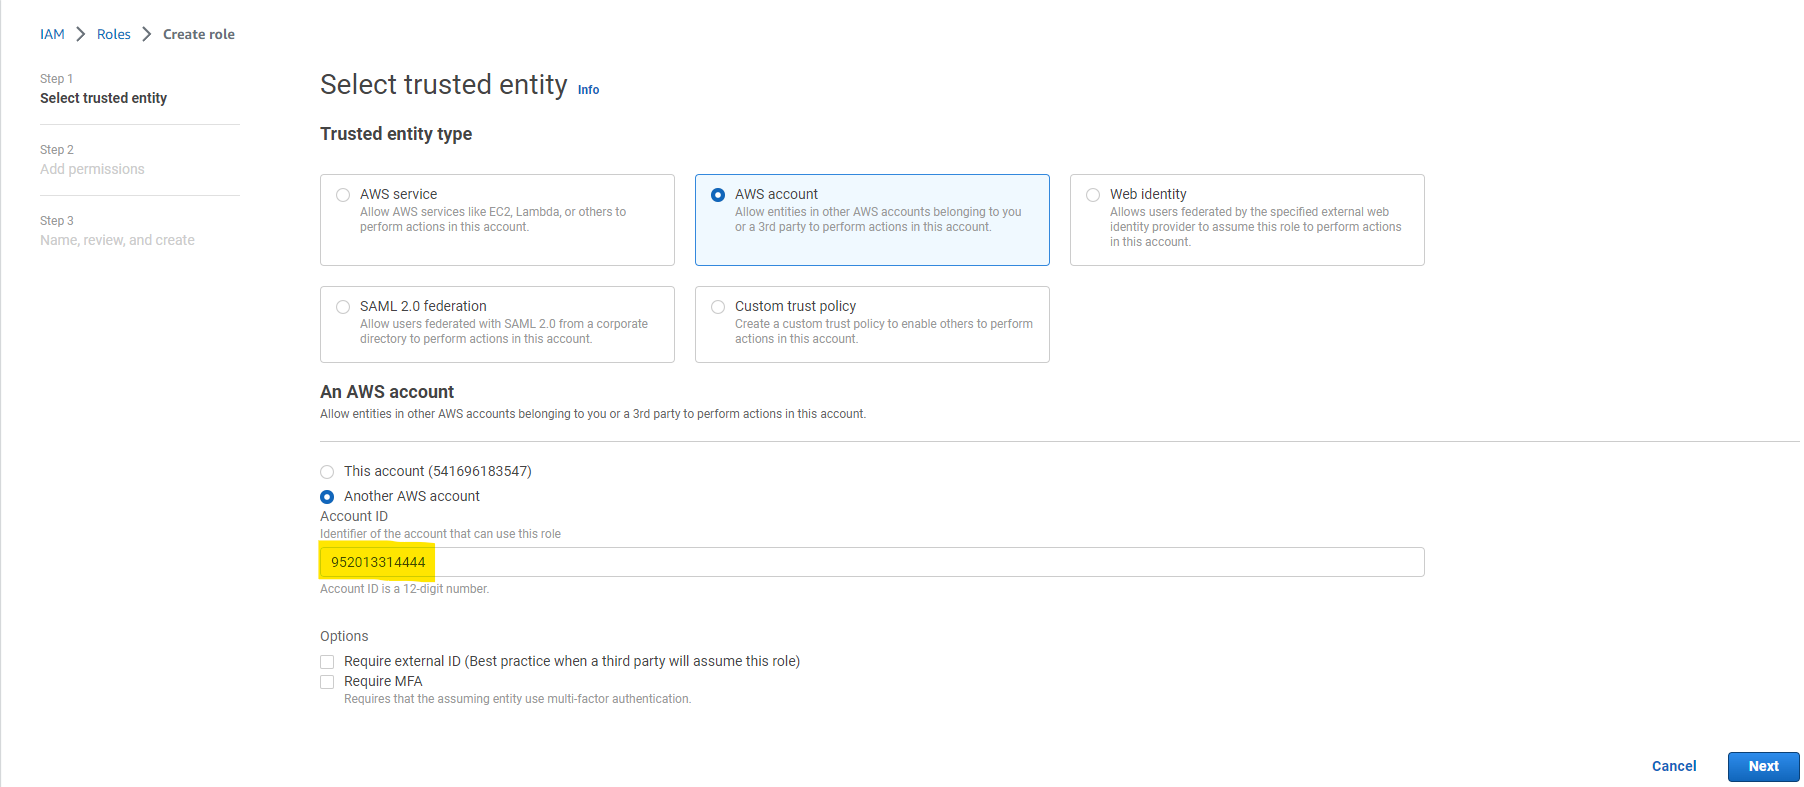 IAM > Roles > Create role
Step 1
Select trusted entity
Step 2
Add permissions
Step 3
Name, review, and create
Select trusted entity Info
Trusted entity type
AWS service
Allow AWS services like EC2, Lambda, or others to
perform actions in this account.
AWS account
Allow entities in other AWS accounts belonging to you
or a 3rd party to perform actions in this account.
Web identity
Allows users federated by the specified external web
identity provider to assume this role to perform actions
in this account.
SAML 2.0 federation
Allow users federated with SAML 2.0 from a corporate
directory to perform actions in this account.
Custom trust policy
Create a custom trust policy to enable others to perform
actions in this account.
An AWS account
Allow entities in other AWS accounts belonging to you or a 3rd party to perform actions in this account.
This account (541696183547)
Another AWS account
Account ID
Identifier of the account that can use this role
952013314444
Account ID is a 12-digit number.
Options
Require external ID (Best practice when a third party will assume this role)
Require MFA
Requires that the assuming entity use multi-factor authentication.
Cancel
Next